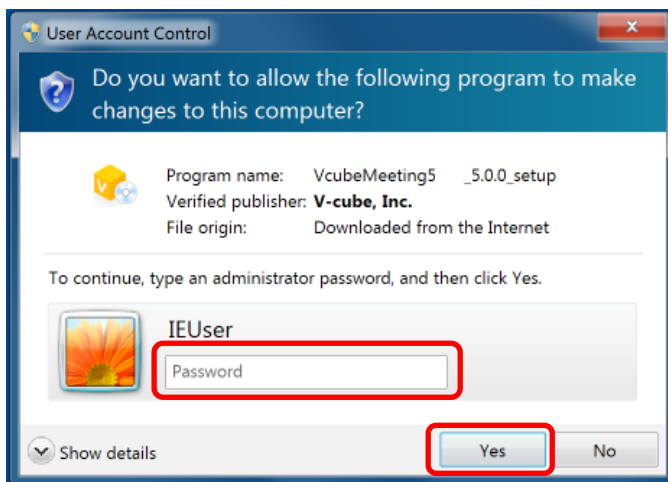 User Account Control
Do you want to allow the following program to make
changes to this computer?
Program name: VcubeMeeting5 _5.0.0_setup
Verified publisher: V-cube, Inc.
File origin: Downloaded from the Internet
To continue, type an administrator password, and then click Yes.
IEUser
Password
Show details
Yes
No